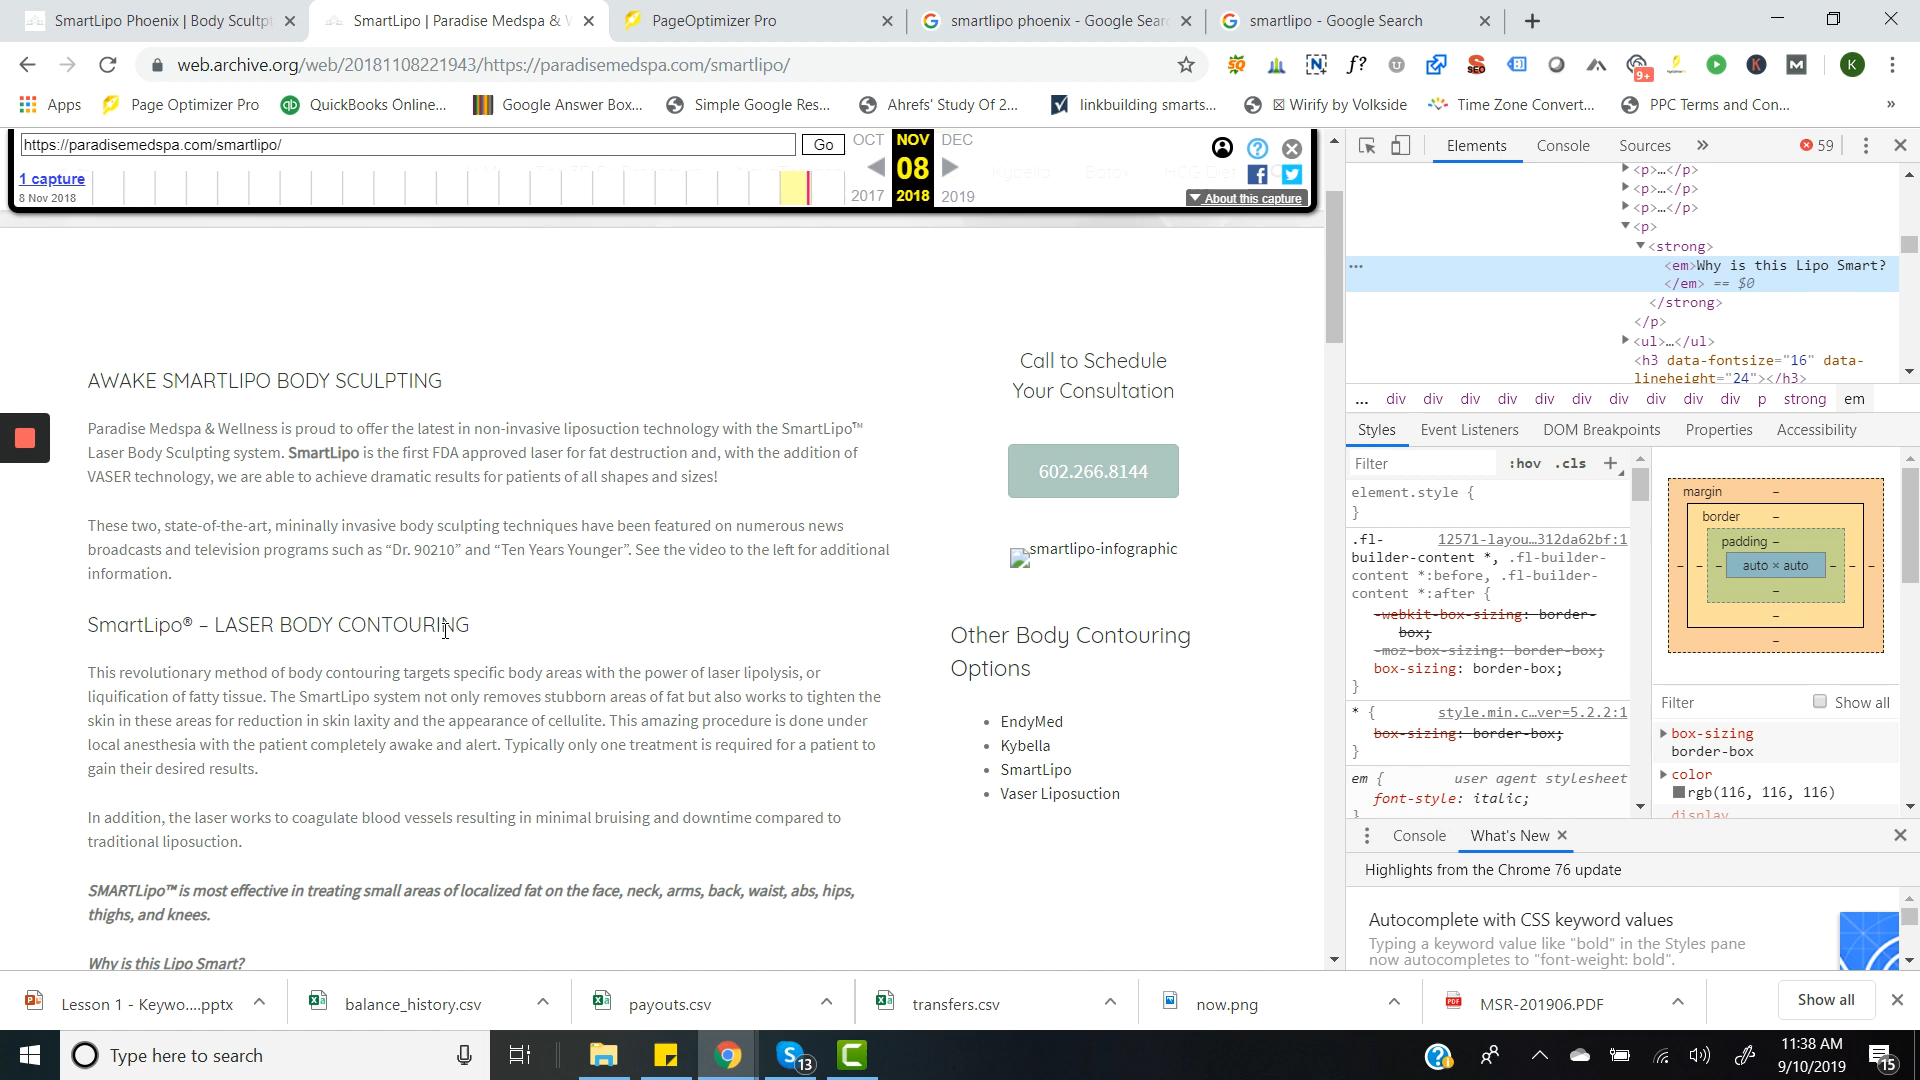 SmartLipo Phoenix | Body Sculpt
SmartLipo | Paradise Medspa &
PageOptimizer Pro
smartlipo phoenix - Google Sear
smartlipo - Google Search
web.archive.org/web/20181108221943/https://paradisemedspa.com/smartlipo/
9+
K
Apps
Page Optimizer Pro
QuickBooks Online...
Google Answer Box...
Simple Google Res...
Ahrefs' Study Of 2...
linkbuilding smarts...
Wirify by Volkside
Time Zone Convert...
PPC Terms and Con...
»
https://paradisemedspa.com/smartlipo/
Go
OCT
NOV
DEC
08
1 capture
8 Nov 2018
2017
2018
2019
About this capture
AWAKE SMARTLIPO BODY SCULPTING
Paradise Medspa & Wellness is proud to offer the latest in non-invasive liposuction technology with the SmartLipo™
Laser Body Sculpting system. SmartLipo is the first FDA approved laser for fat destruction and, with the addition of
VASER technology, we are able to achieve dramatic results for patients of all shapes and sizes!
These two, state-of-the-art, mininally invasive body sculpting techniques have been featured on numerous news
broadcasts and television programs such as “Dr. 90210” and “Ten Years Younger”. See the video to the left for additional
information.
SmartLipo® – LASER BODY CONTOURING
This revolutionary method of body contouring targets specific body areas with the power of laser lipolysis, or
liquification of fatty tissue. The SmartLipo system not only removes stubborn areas of fat but also works to tighten the
skin in these areas for reduction in skin laxity and the appearance of cellulite. This amazing procedure is done under
local anesthesia with the patient completely awake and alert. Typically only one treatment is required for a patient to
gain their desired results.
In addition, the laser works to coagulate blood vessels resulting in minimal bruising and downtime compared to
traditional liposuction.
SMARTLipo™ is most effective in treating small areas of localized fat on the face, neck, arms, back, waist, abs, hips,
thighs, and knees.
Why is this Lipo Smart?
Call to Schedule
Your Consultation
602.266.8144
smartlipo-infographic
Other Body Contouring
Options
• EndyMed
• Kybella
• SmartLipo
• Vaser Liposuction
Elements
Console
Sources
»
59
<p>…</p>
<p>…</p>
<p>…</p>
<p>
<strong>
<em>Why is this Lipo Smart?
</em> == $0
</strong>
</p>
<ul>…</ul>
<h3 data-fontsize="16" data-
lineheight="24"></h3>
... div div div div div div div div div div p strong em
Styles
Event Listeners
DOM Breakpoints
Properties
Accessibility
Filter
:hov .cls +
element.style {
}
.fl-
12571-layou…312da62bf:1
builder-content *, .fl-builder-
content *:before, .fl-builder-
content *:after {
-webkit-box-sizing: border-
box;
-moz-box-sizing: border-box;
box-sizing: border-box;
}
* {
style.min.c…ver=5.2.2:1
box-sizing: border-box;
}
em {
user agent stylesheet
font-style: italic;
}
margin –
border –
padding –
auto × auto
Filter
Show all
box-sizing
border-box
color
rgb(116, 116, 116)
display
Console
What's New
Highlights from the Chrome 76 update
Autocomplete with CSS keyword values
Typing a keyword value like "bold" in the Styles pane
now autocompletes to "font-weight: bold".
Lesson 1 - Keywo....pptx
balance_history.csv
payouts.csv
transfers.csv
now.png
MSR-201906.PDF
Show all
Type here to search
13
11:38 AM
9/10/2019
15